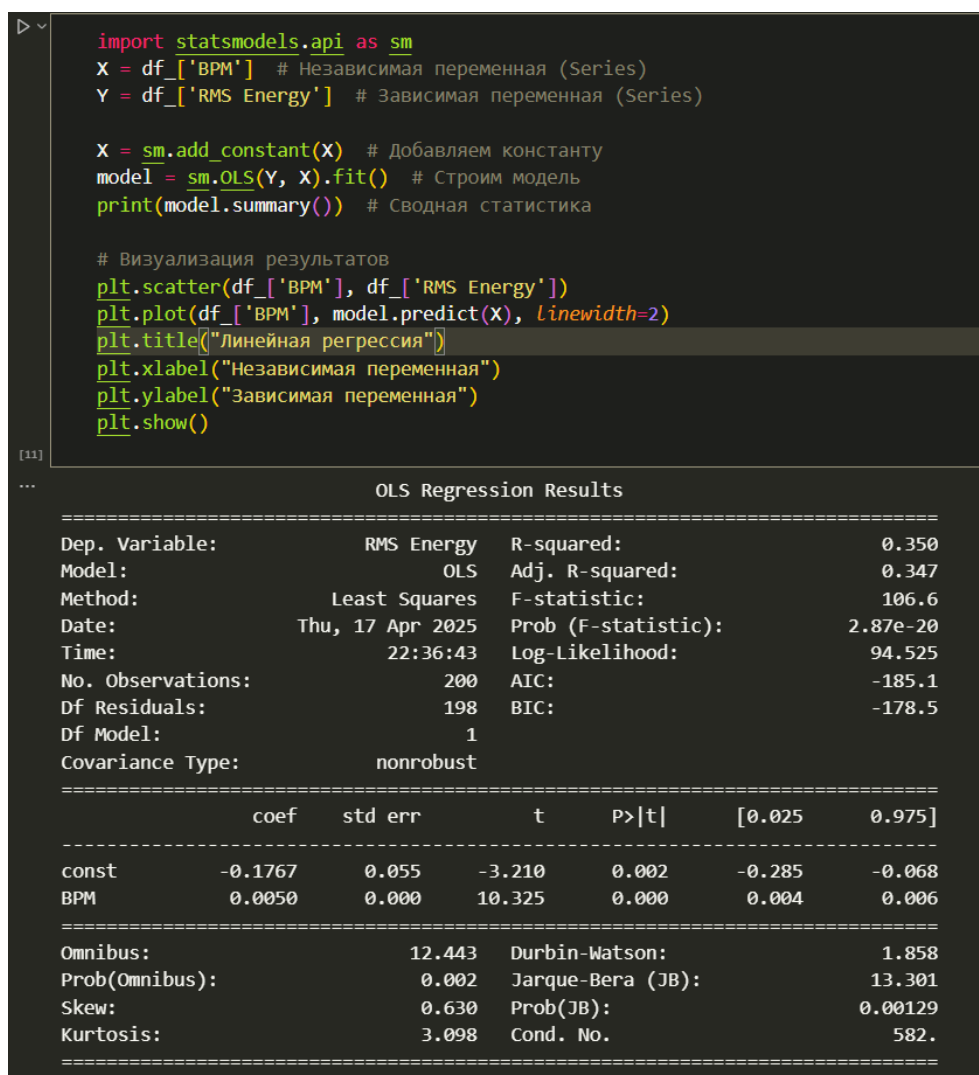 import statsmodels.api as sm
X = df_['BPM']  # Независимая переменная (Series)
Y = df_['RMS Energy']  # Зависимая переменная (Series)
X = sm.add_constant(X)  # Добавляем константу
model = sm.OLS(Y, X).fit()  # Строим модель
print(model.summary())  # Сводная статистика
# Визуализация результатов
plt.scatter(df_['BPM'], df_['RMS Energy'])
plt.plot(df_['BPM'], model.predict(X), linewidth=2)
plt.title("Линейная регрессия")
plt.xlabel("Независимая переменная")
plt.ylabel("Зависимая переменная")
plt.show()
[11]
...
OLS Regression Results
==============================================================================
Dep. Variable:             RMS Energy   R-squared:                       0.350
Model:                            OLS   Adj. R-squared:                  0.347
Method:                 Least Squares   F-statistic:                     106.6
Date:                Thu, 17 Apr 2025   Prob (F-statistic):           2.87e-20
Time:                        22:36:43   Log-Likelihood:                 94.525
No. Observations:                 200   AIC:                            -185.1
Df Residuals:                     198   BIC:                            -178.5
Df Model:                           1
Covariance Type:            nonrobust
==============================================================================
coef    std err          t      P>|t|      [0.025      0.975]
------------------------------------------------------------------------------
const         -0.1767      0.055     -3.210      0.002      -0.285      -0.068
BPM            0.0050      0.000     10.325      0.000       0.004       0.006
==============================================================================
Omnibus:                       12.443   Durbin-Watson:                   1.858
Prob(Omnibus):                  0.002   Jarque-Bera (JB):               13.301
Skew:                           0.630   Prob(JB):                      0.00129
Kurtosis:                       3.098   Cond. No.                         582.
==============================================================================